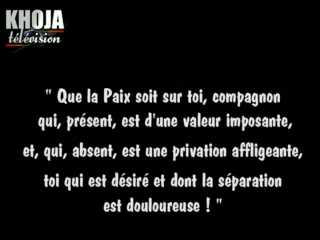 KHOJA
télévision
" Que la Paix soit sur toi, compagnon
qui, présent, est d'une valeur imposante,
et, qui, absent, est une privation affligeante,
toi qui est désiré et dont la séparation
est douloureuse ! "